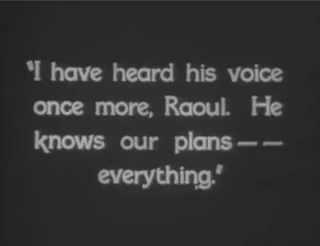 "I have heard his voice
once more, Raoul. He
knows our plans——
everything."